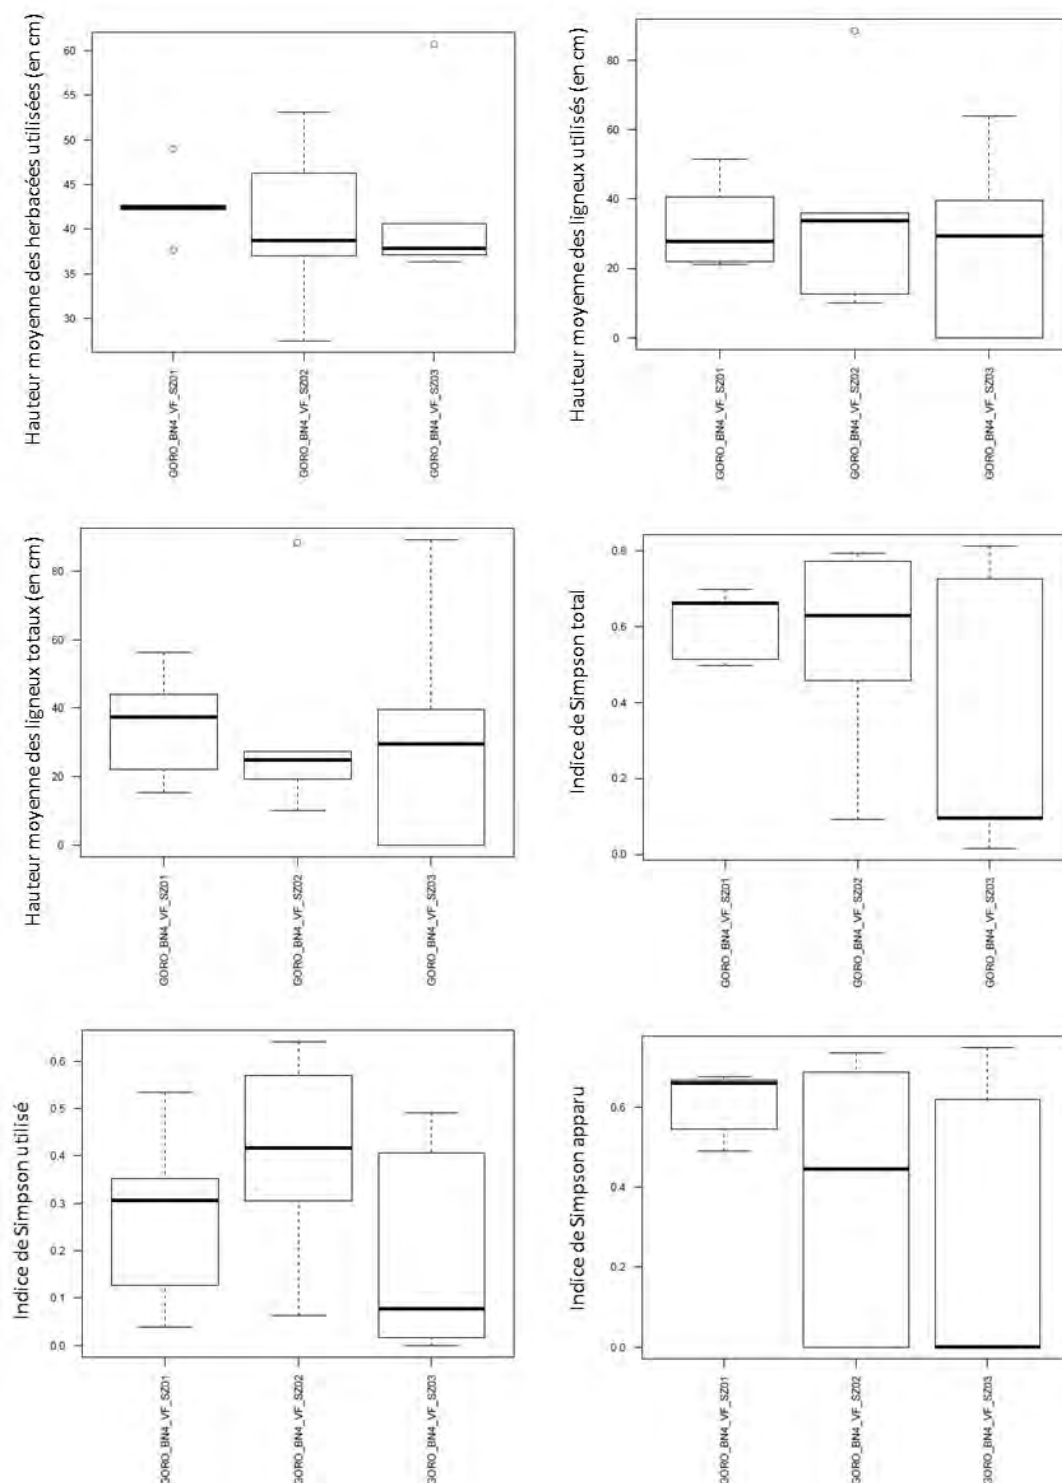 Hauteur moyenne des herbacées utilisées (en cm)
60
55
50
45
40
35
30
GORO_BN4_VF_SZ01
GORO_BN4_VF_SZ02
GORO_BN4_VF_SZ03
Hauteur moyenne des ligneux utilisés (en cm)
80
60
40
20
0
GORO_BN4_VF_SZ01
GORO_BN4_VF_SZ02
GORO_BN4_VF_SZ03
Hauteur moyenne des ligneux totaux (en cm)
80
60
40
20
0
GORO_BN4_VF_SZ01
GORO_BN4_VF_SZ02
GORO_BN4_VF_SZ03
Indice de Simpson total
0.8
0.6
0.4
0.2
0.0
GORO_BN4_VF_SZ01
GORO_BN4_VF_SZ02
GORO_BN4_VF_SZ03
Indice de Simpson utilisé
0.6
0.5
0.4
0.3
0.2
0.1
0.0
GORO_BN4_VF_SZ01
GORO_BN4_VF_SZ02
GORO_BN4_VF_SZ03
Indice de Simpson apparu
0.6
0.4
0.2
0.0
GORO_BN4_VF_SZ01
GORO_BN4_VF_SZ02
GORO_BN4_VF_SZ03